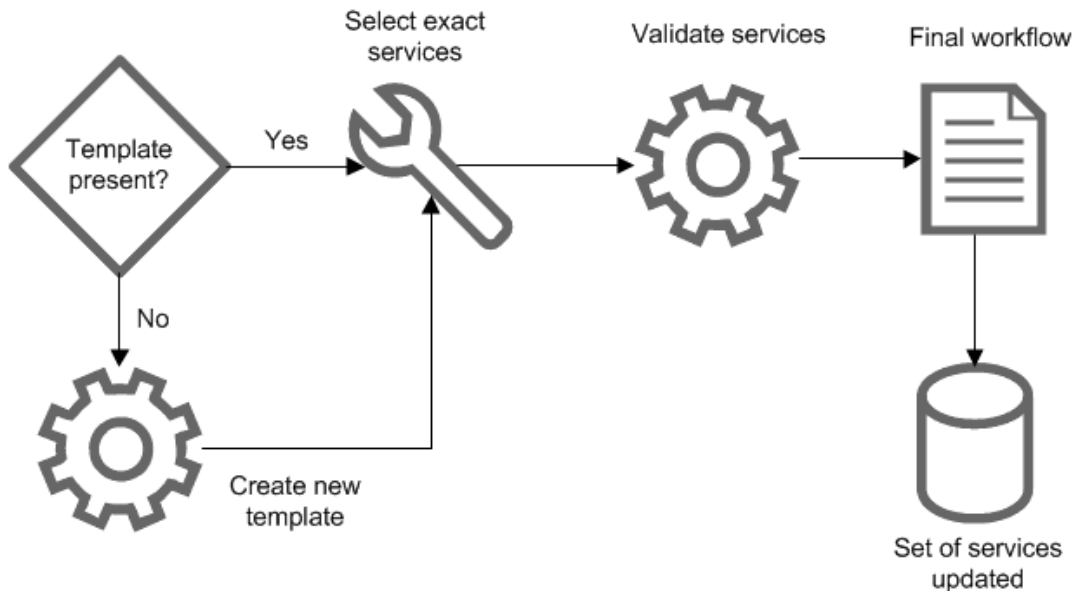 Select exact
services
Validate services
Final workflow
Template
present?
Yes
No
Create new
template
Set of services
updated